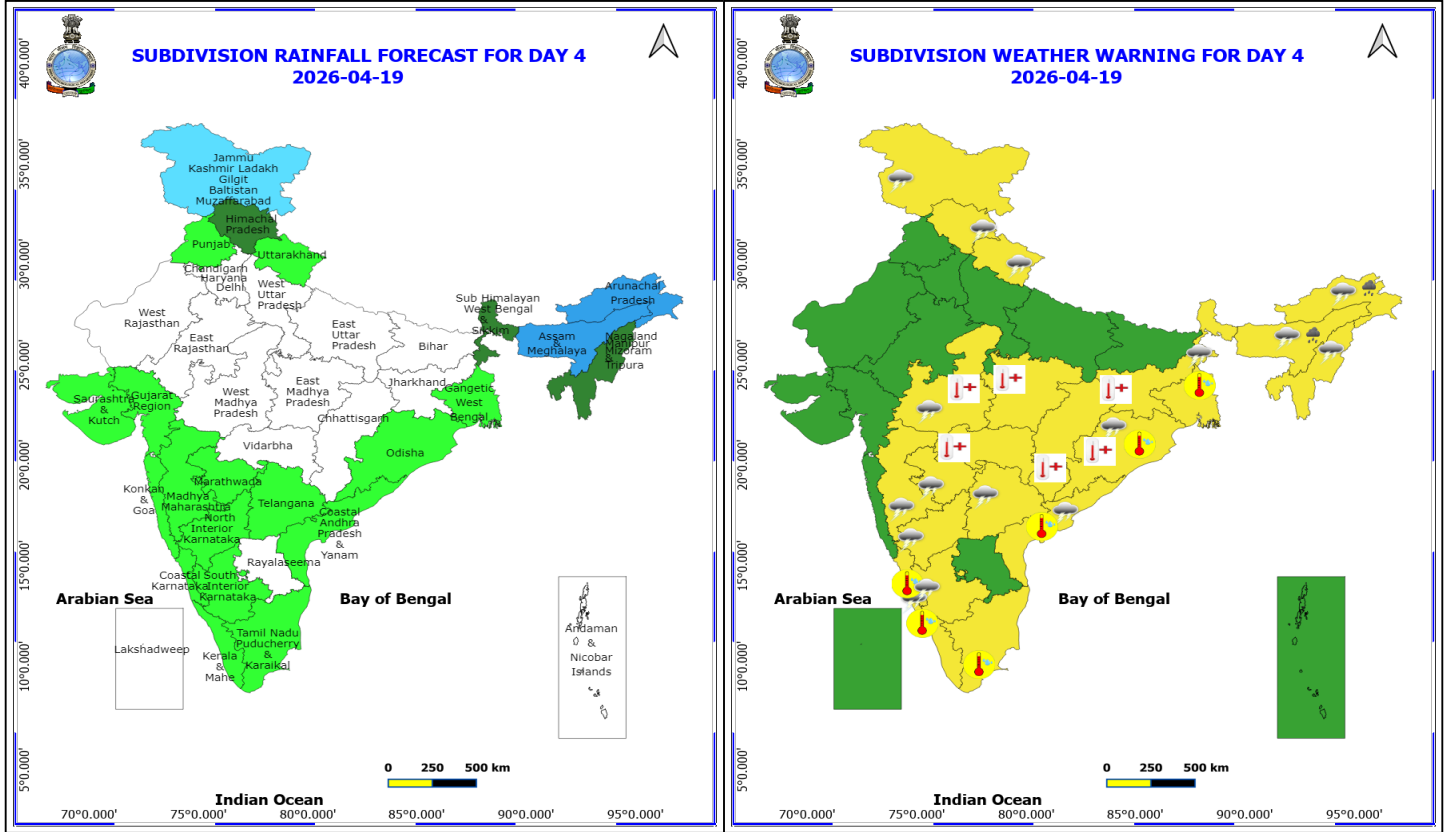 SUBDIVISION RAINFALL FORECAST FOR DAY 4
2026-04-19
40°0.000'
35°0.000'
30°0.000'
25°0.000'
20°0.000'
15°0.000'
10°0.000'
5°0.000'
Jammu
Kashmir Ladakh
Gilgit
Baltistan
Muzaffarabad
Himachal
Pradesh
Punjab
Uttarakhand
Chandigarh
Haryana
Delhi
West
Uttar
Pradesh
West
Rajasthan
East
Rajasthan
East
Uttar
Pradesh
Bihar
Sub Himalayan
West Bengal
&
Sikkim
Arunachal
Pradesh
Assam
&
Meghalaya
Nagaland
Manipur
Mizoram
&
Tripura
Saurashtra
&
Kutch
Gujarat
Region
West
Madhya
Pradesh
East
Madhya
Pradesh
Jharkhand
Gangetic
West
Bengal
Chhattisgarh
Vidarbha
Odisha
Konkan
&
Goa
Madhya
Maharashtra
Marathwada
Telangana
North
Interior
Karnataka
Coastal
Andhra
Pradesh
&
Yanam
Rayalaseema
Coastal
Karnataka
South
Interior
Karnataka
Tamil Nadu
Puducherry
&
Karaikal
Kerala
&
Mahe
Arabian Sea
Bay of Bengal
Lakshadweep
Andaman
&
Nicobar
Islands
0 250 500 km
Indian Ocean
70°0.000' 75°0.000' 80°0.000' 85°0.000' 90°0.000' 95°0.000'
SUBDIVISION WEATHER WARNING FOR DAY 4
2026-04-19
40°0.000'
35°0.000'
30°0.000'
25°0.000'
20°0.000'
15°0.000'
10°0.000'
5°0.000'
Arabian Sea
Bay of Bengal
0 250 500 km
Indian Ocean
70°0.000' 75°0.000' 80°0.000' 85°0.000' 90°0.000' 95°0.000'